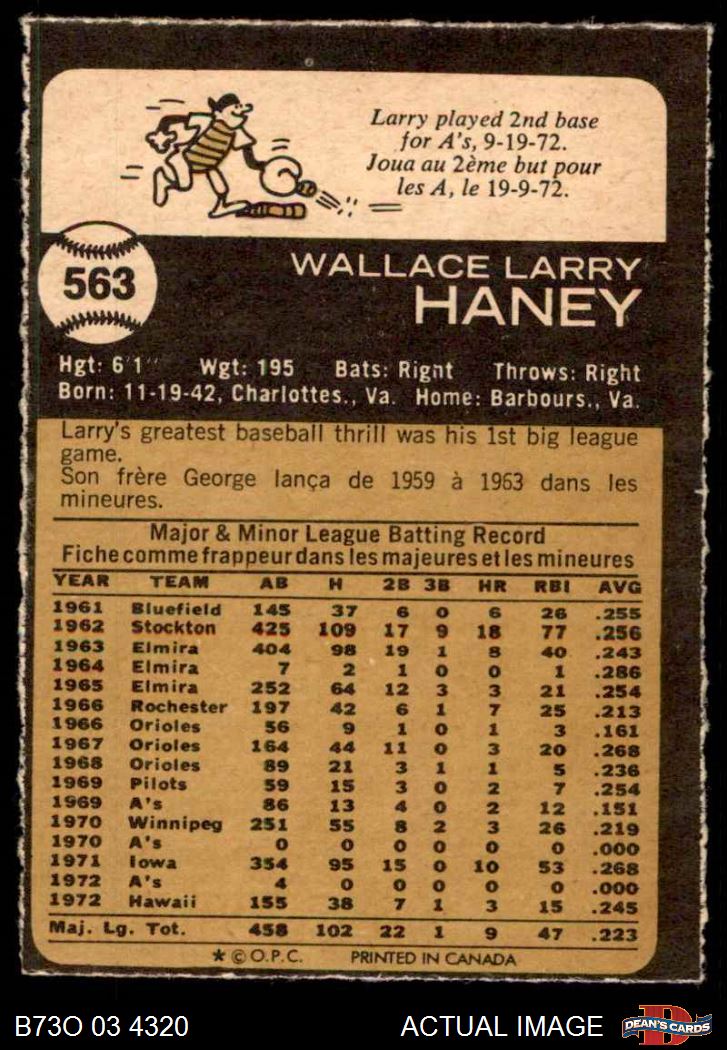 Larry played 2nd base
for A's, 9-19-72.
Joua au 2ème but pour
les A, le 19-9-72.
563
WALLACE LARRY
HANEY
Hgt: 6'1" Wgt: 195 Bats: Right Throws: Right
Born: 11-19-42, Charlottes., Va. Home: Barbours., Va.
Larry's greatest baseball thrill was his 1st big league
game.
Son frère George lança de 1959 à 1963 dans les
mineures.
Major & Minor League Batting Record
Fiche comme frappeur dans les majeures et les mineures
YEAR TEAM AB H 2B 3B HR RBI AVG
1961 Bluefield 145 37 6 0 6 26 .255
1962 Stockton 425 109 17 9 18 77 .256
1963 Elmira 404 98 19 1 8 40 .243
1964 Elmira 7 2 1 0 0 1 .286
1965 Elmira 252 64 12 3 3 21 .254
1966 Rochester 197 42 6 1 7 25 .213
1966 Orioles 56 9 1 0 1 3 .161
1967 Orioles 164 44 11 0 3 20 .268
1968 Orioles 89 21 3 1 1 5 .236
1969 Pilots 59 15 3 0 2 7 .254
1969 A's 86 13 4 0 2 12 .151
1970 Winnipeg 251 55 8 2 3 26 .219
1970 A's 0 0 0 0 0 0 .000
1971 Iowa 354 95 15 0 10 53 .268
1972 A's 4 0 0 0 0 0 .000
1972 Hawaii 155 38 7 1 3 15 .245
Maj. Lg. Tot. 458 102 22 1 9 47 .223
* © O.P.C. PRINTED IN CANADA
B73O 03 4320 ACTUAL IMAGE
D
DEAN'S CARDS